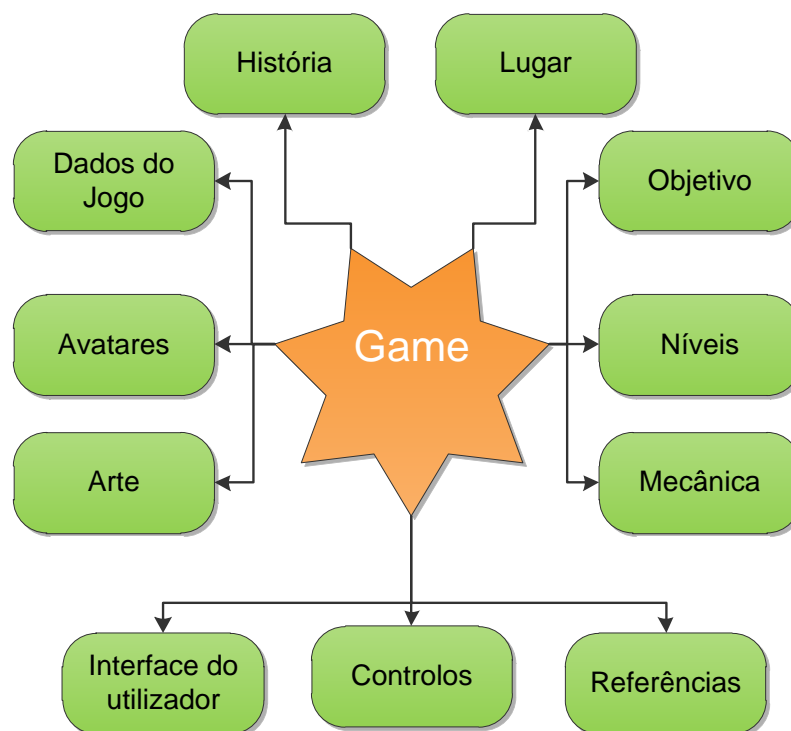 História
Lugar
Dados do
Jogo
Objetivo
Game
Avatares
Níveis
Arte
Mecânica
Interface do
utilizador
Controlos
Referências